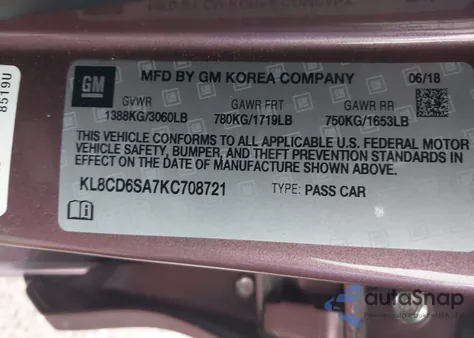 8519U
GM
MFD BY GM KOREA COMPANY 06/18
GVWR GAWR FRT GAWR RR
1388KG/3060LB 780KG/1719LB 750KG/1653LB
THIS VEHICLE CONFORMS TO ALL APPLICABLE U.S. FEDERAL MOTOR
VEHICLE SAFETY, BUMPER, AND THEFT PREVENTION STANDARDS IN
EFFECT ON THE DATE OF MANUFACTURE SHOWN ABOVE.
KL8CD6SA7KC708721 TYPE: PASS CAR
i
autoSnap